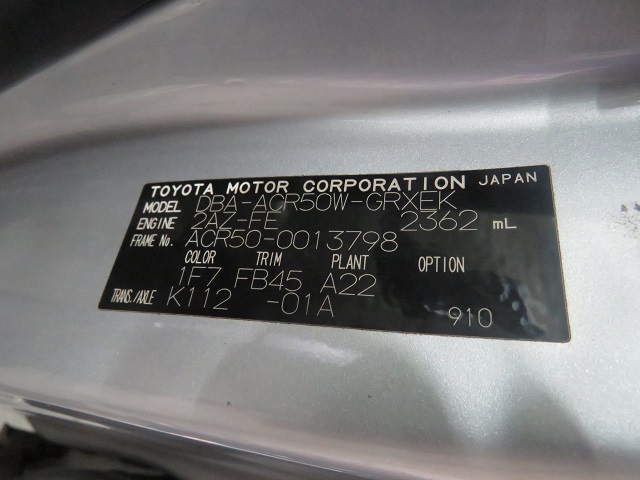 TOYOTA MOTOR CORPORATION JAPAN
MODEL DBA-ACR50W-GRXEK
ENGINE 2AZ-FE 2362 mL
FRAME No. ACR50-0013798
COLOR TRIM PLANT OPTION
1F7 FB45 A22
TRANS./AXLE K112 -01A
910